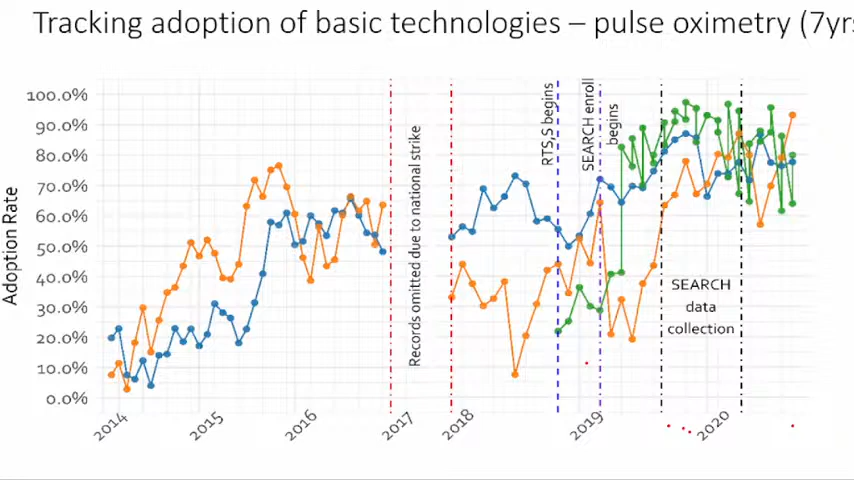 Tracking adoption of basic technologies – pulse oximetry (7yrs
Adoption Rate
100.0%
90.0%
80.0%
70.0%
60.0%
50.0%
40.0%
30.0%
20.0%
10.0%
0.0%
Records omitted due to national strike
RTS,S begins
SEARCH enroll
begins
SEARCH
data
collection
2014
2015
2016
2017
2018
2019
2020